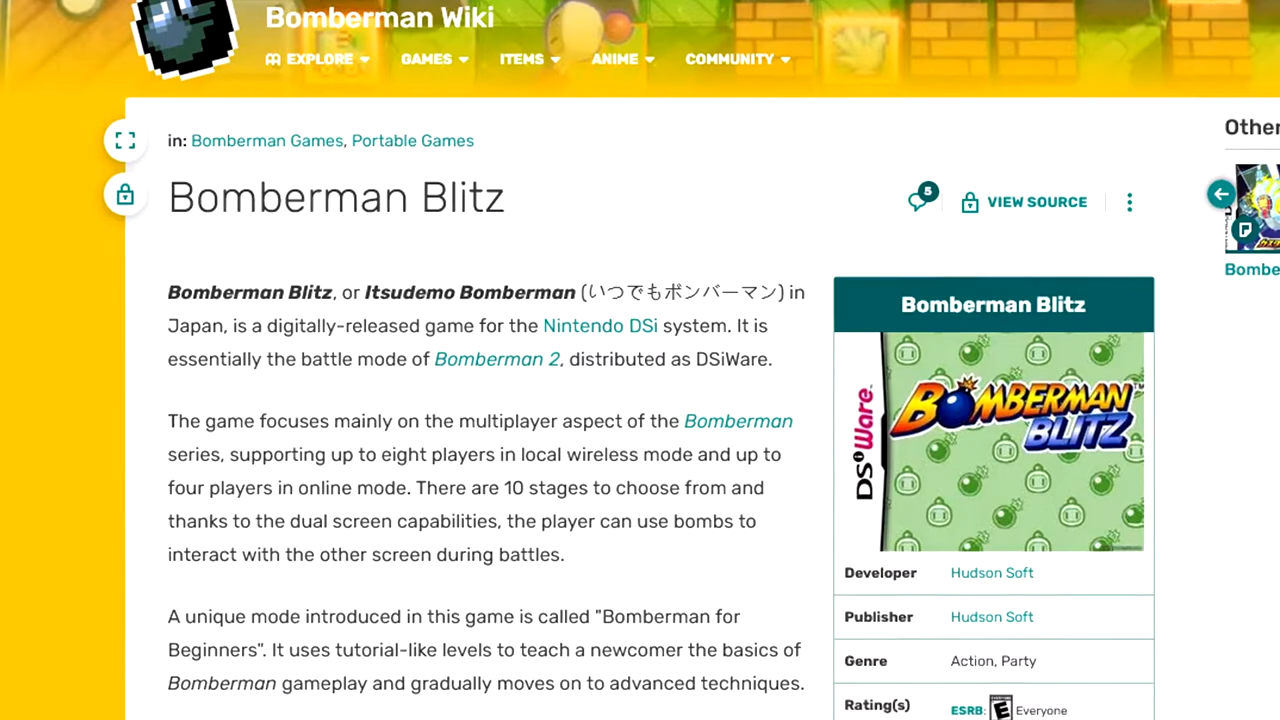 Bomberman Wiki
EXPLORE GAMES ITEMS ANIME COMMUNITY
in: Bomberman Games, Portable Games
Other
Bomberman Blitz
5
VIEW SOURCE
Bombe
Bomberman Blitz, or Itsudemo Bomberman (いつでもボンバーマン) in
Japan, is a digitally-released game for the Nintendo DSi system. It is
essentially the battle mode of Bomberman 2, distributed as DSiWare.
The game focuses mainly on the multiplayer aspect of the Bomberman
series, supporting up to eight players in local wireless mode and up to
four players in online mode. There are 10 stages to choose from and
thanks to the dual screen capabilities, the player can use bombs to
interact with the other screen during battles.
A unique mode introduced in this game is called "Bomberman for
Beginners". It uses tutorial-like levels to teach a newcomer the basics of
Bomberman gameplay and gradually moves on to advanced techniques.
Bomberman Blitz
DSiWare
BOMBERMAN
BLITZ
TM
Developer Hudson Soft
Publisher Hudson Soft
Genre Action, Party
Rating(s) ESRB: E Everyone